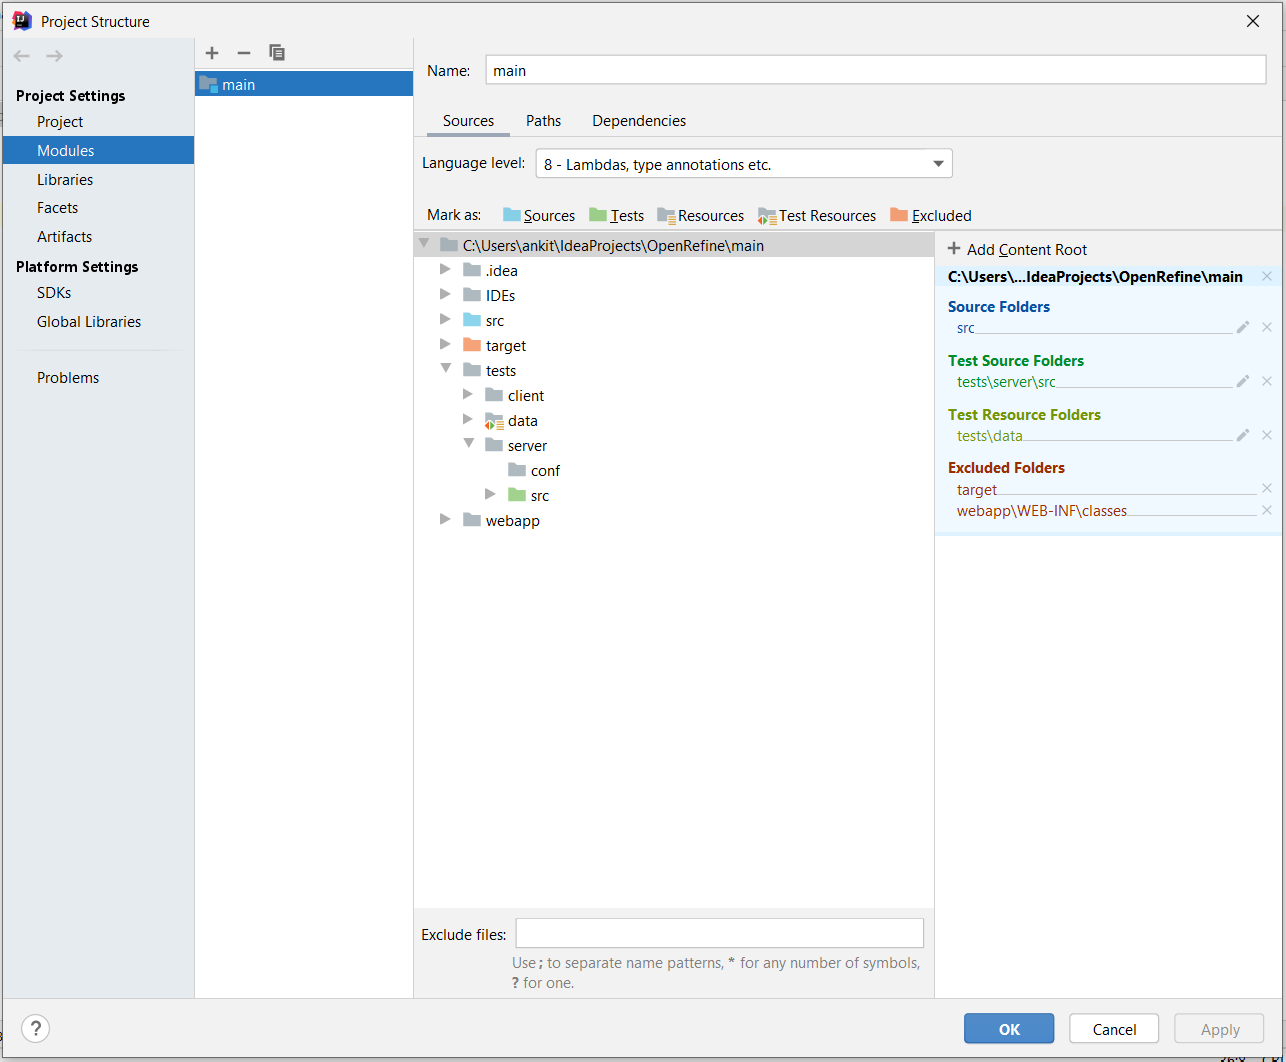 Project Structure
Project Settings
Project
Modules
Libraries
Facets
Artifacts
Platform Settings
SDKs
Global Libraries
Problems
main
Name: main
Sources Paths Dependencies
Language level: 8 - Lambdas, type annotations etc.
Mark as: Sources Tests Resources Test Resources Excluded
C:\Users\ankit\IdeaProjects\OpenRefine\main
.idea
IDEs
src
target
tests
client
data
server
conf
src
webapp
Exclude files:
Use ; to separate name patterns, * for any number of symbols,
? for one.
+ Add Content Root
C:\Users\...IdeaProjects\OpenRefine\main
Source Folders
src
Test Source Folders
tests\server\src
Test Resource Folders
tests\data
Excluded Folders
target
webapp\WEB-INF\classes
?
OK Cancel Apply